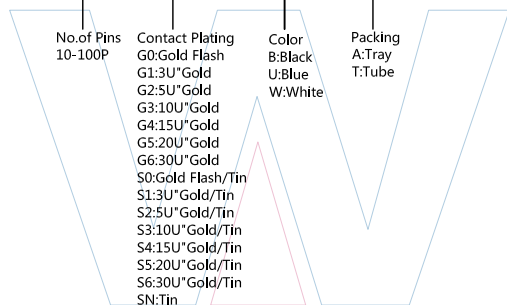 No.of Pins
10-100P
Contact Plating
G0:Gold Flash
G1:3U"Gold
G2:5U"Gold
G3:10U"Gold
G4:15U"Gold
G5:20U"Gold
G6:30U"Gold
S0:Gold Flash/Tin
S1:3U"Gold/Tin
S2:5U"Gold/Tin
S3:10U"Gold/Tin
S4:15U"Gold/Tin
S5:20U"Gold/Tin
S6:30U"Gold/Tin
SN:Tin
Color
B:Black
U:Blue
W:White
Packing
A:Tray
T:Tube